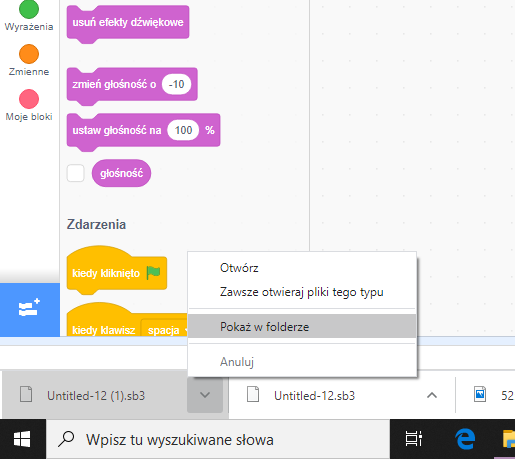 usuń efekty dźwiękowe
Wyrażenia
Zmienne
zmień głośność o -10
Moje bloki
ustaw głośność na 100 %
głośność
Zdarzenia
kiedy kliknięto
kiedy klawisz spacja
Otwórz
Zawsze otwieraj pliki tego typu
Pokaż w folderze
Anuluj
Untitled-12 (1).sb3
Untitled-12.sb3
52
Wpisz tu wyszukiwane słowa